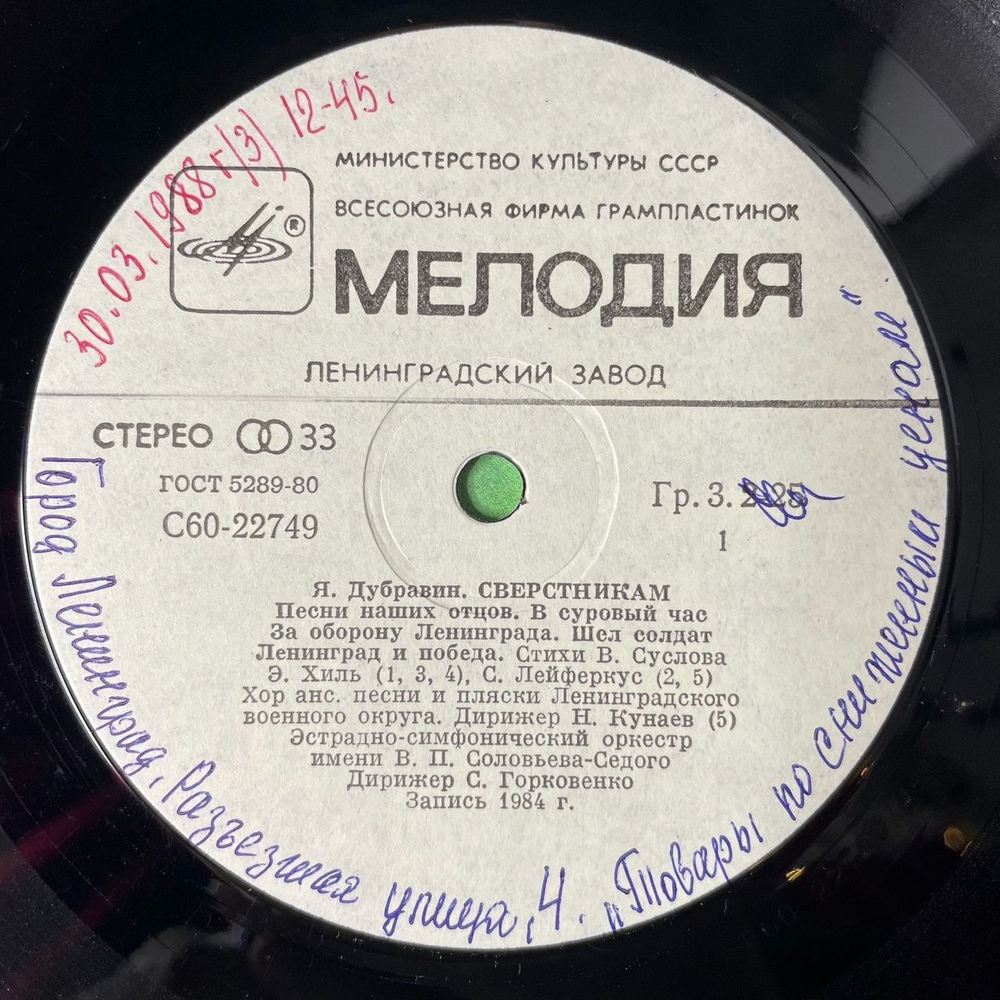 30.03.1988 г(3) 12-45.
МИНИСТЕРСТВО КУЛЬТУРЫ СССР
ВСЕСОЮЗНАЯ ФИРМА ГРАМПЛАСТИНОК
®
МЕЛОДИЯ
ЛЕНИНГРАДСКИЙ ЗАВОД
СТЕРЕО 33
ГОСТ 5289-80
С60-22749
Гр. 3. 2-25
1
Я. Дубравин. СВЕРСТНИКАМ
Песни наших отцов. В суровый час
За оборону Ленинграда. Шел солдат
Ленинград и победа. Стихи В. Суслова
Э. Хиль (1, 3, 4), С. Лейферкус (2, 5)
Хор анс. песни и пляски Ленинградского
военного округа. Дирижер Н. Кунаев (5)
Эстрадно-симфонический оркестр
имени В. П. Соловьева-Седого
Дирижер С. Горковенко
Запись 1984 г.
Город Ленинград, Разъезшая улица, 4. „Товары по сниженным ценам“.